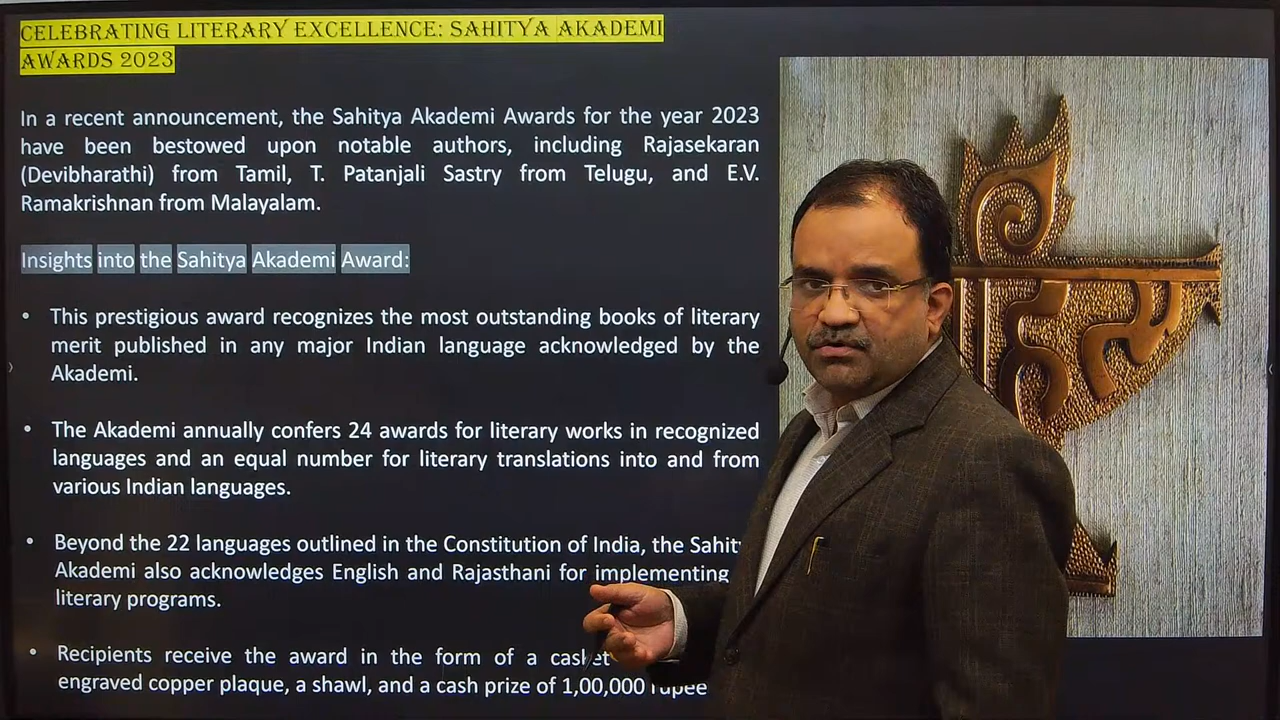 CELEBRATING LITERARY EXCELLENCE: SAHITYA AKADEMI
AWARDS 2023
In a recent announcement, the Sahitya Akademi Awards for the year 2023
have been bestowed upon notable authors, including Rajasekaran
(Devibharathi) from Tamil, T. Patanjali Sastry from Telugu, and E.V.
Ramakrishnan from Malayalam.
Insights into the Sahitya Akademi Award:
• This prestigious award recognizes the most outstanding books of literary
merit published in any major Indian language acknowledged by the
Akademi.
• The Akademi annually confers 24 awards for literary works in recognized
languages and an equal number for literary translations into and from
various Indian languages.
• Beyond the 22 languages outlined in the Constitution of India, the Sahity
Akademi also acknowledges English and Rajasthani for implementing
literary programs.
• Recipients receive the award in the form of a casket
engraved copper plaque, a shawl, and a cash prize of 1,00,000 rupee